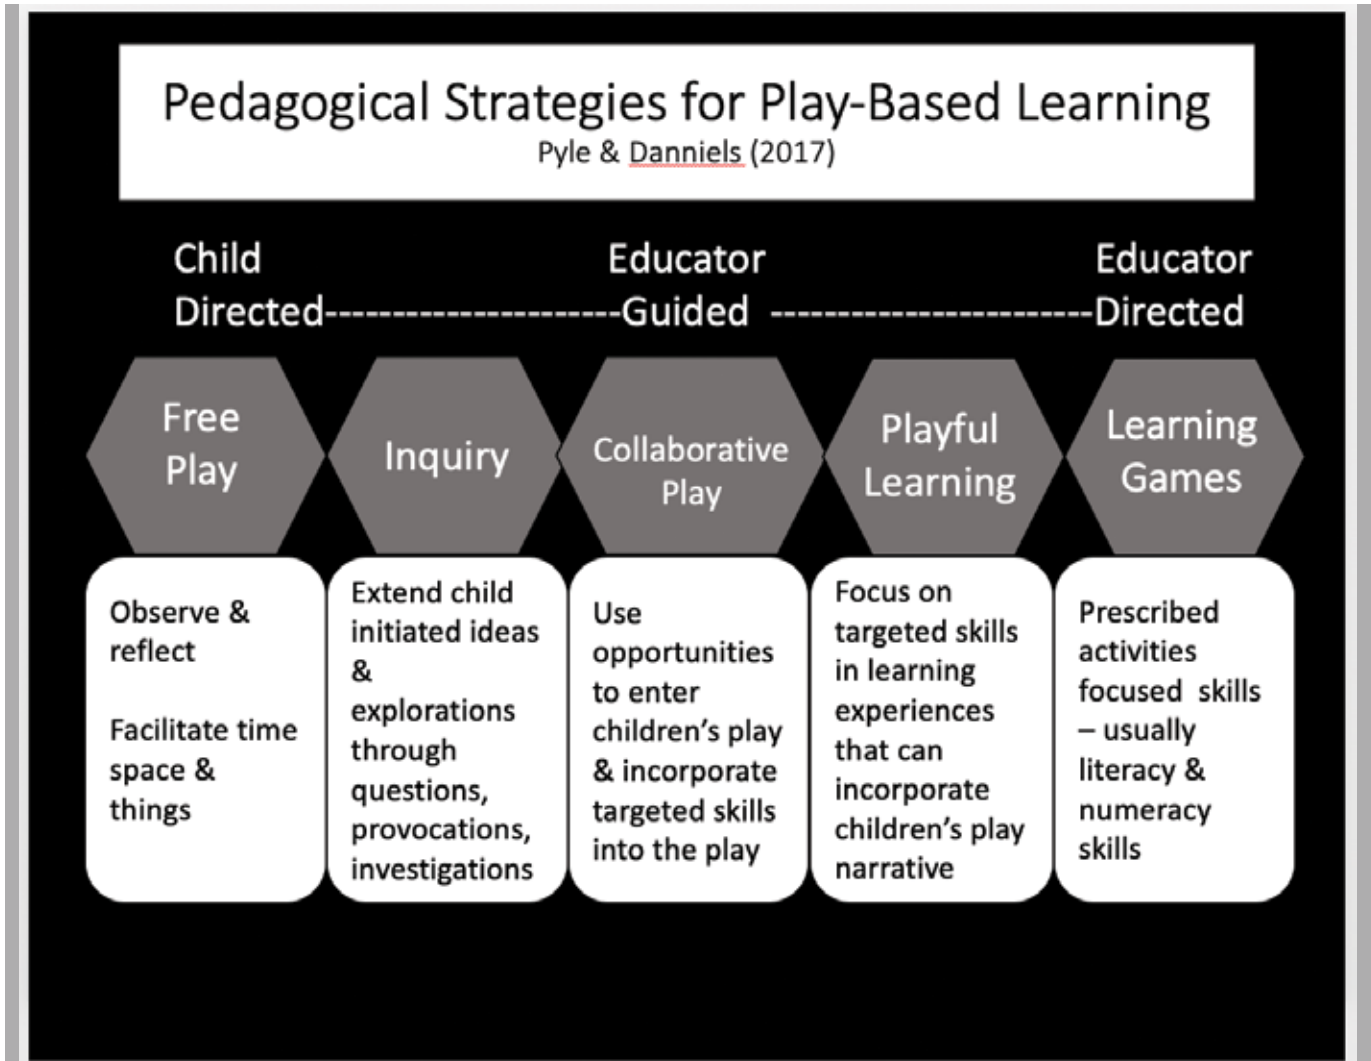 Pedagogical Strategies for Play-Based Learning
Pyle & Danniels (2017)
Child
Directed----------------------Guided ------------------------Directed
Educator
Educator
Free
Play
Inquiry
Collaborative
Play
Playful
Learning
Learning
Games
Observe &
reflect
Facilitate time
space &
things
Extend child
initiated ideas
&
explorations
through
questions,
provocations,
investigations
Use
opportunities
to enter
children's play
& incorporate
targeted skills
into the play
Focus on
targeted skills
in learning
experiences
that can
incorporate
children's play
narrative
Prescribed
activities
focused  skills
– usually
literacy &
numeracy
skills